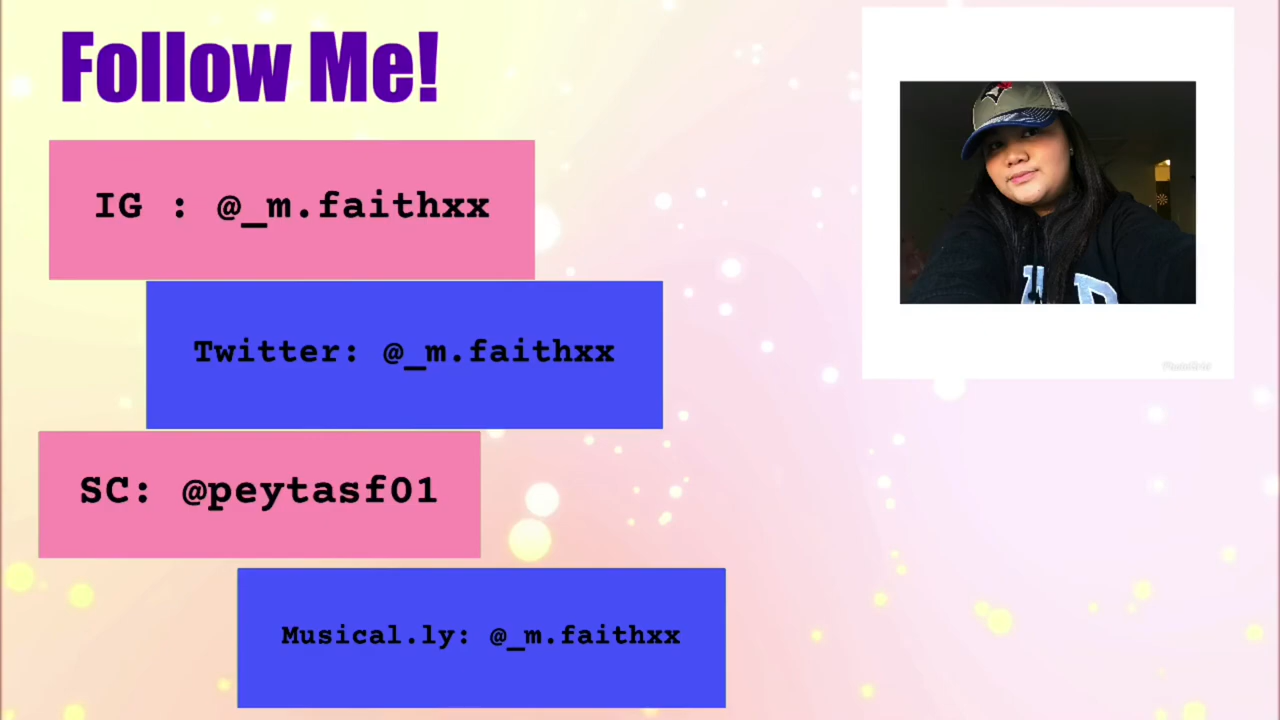 Follow Me!
IG : @_m.faithxx
Twitter: @_m.faithxx
SC: @peytasf01
Musical.ly: @_m.faithxx